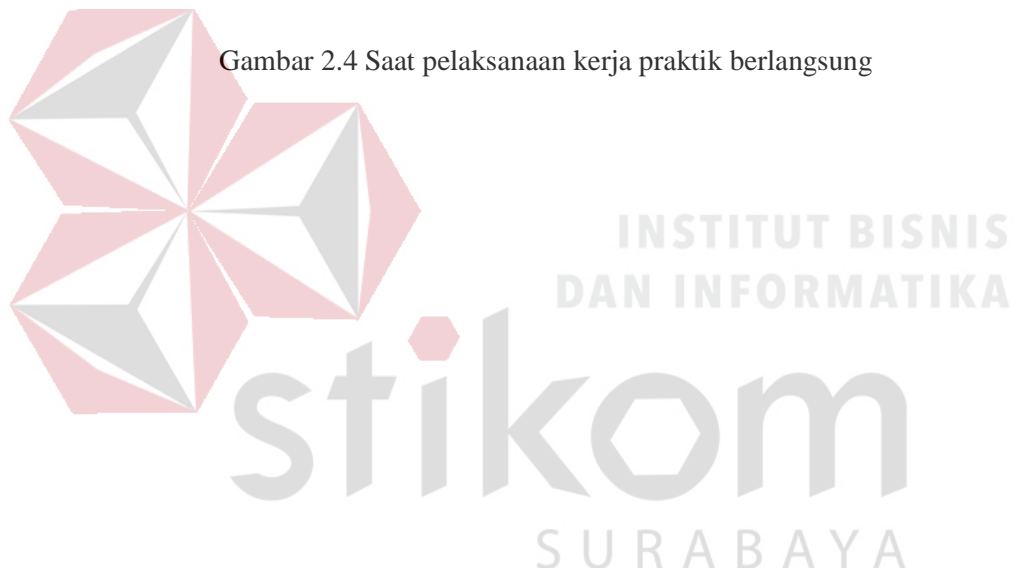 Gambar 2.4 Saat pelaksanaan kerja praktik berlangsung
INSTITUT BISNIS
DAN INFORMATIKA
stikom
SURABAYA